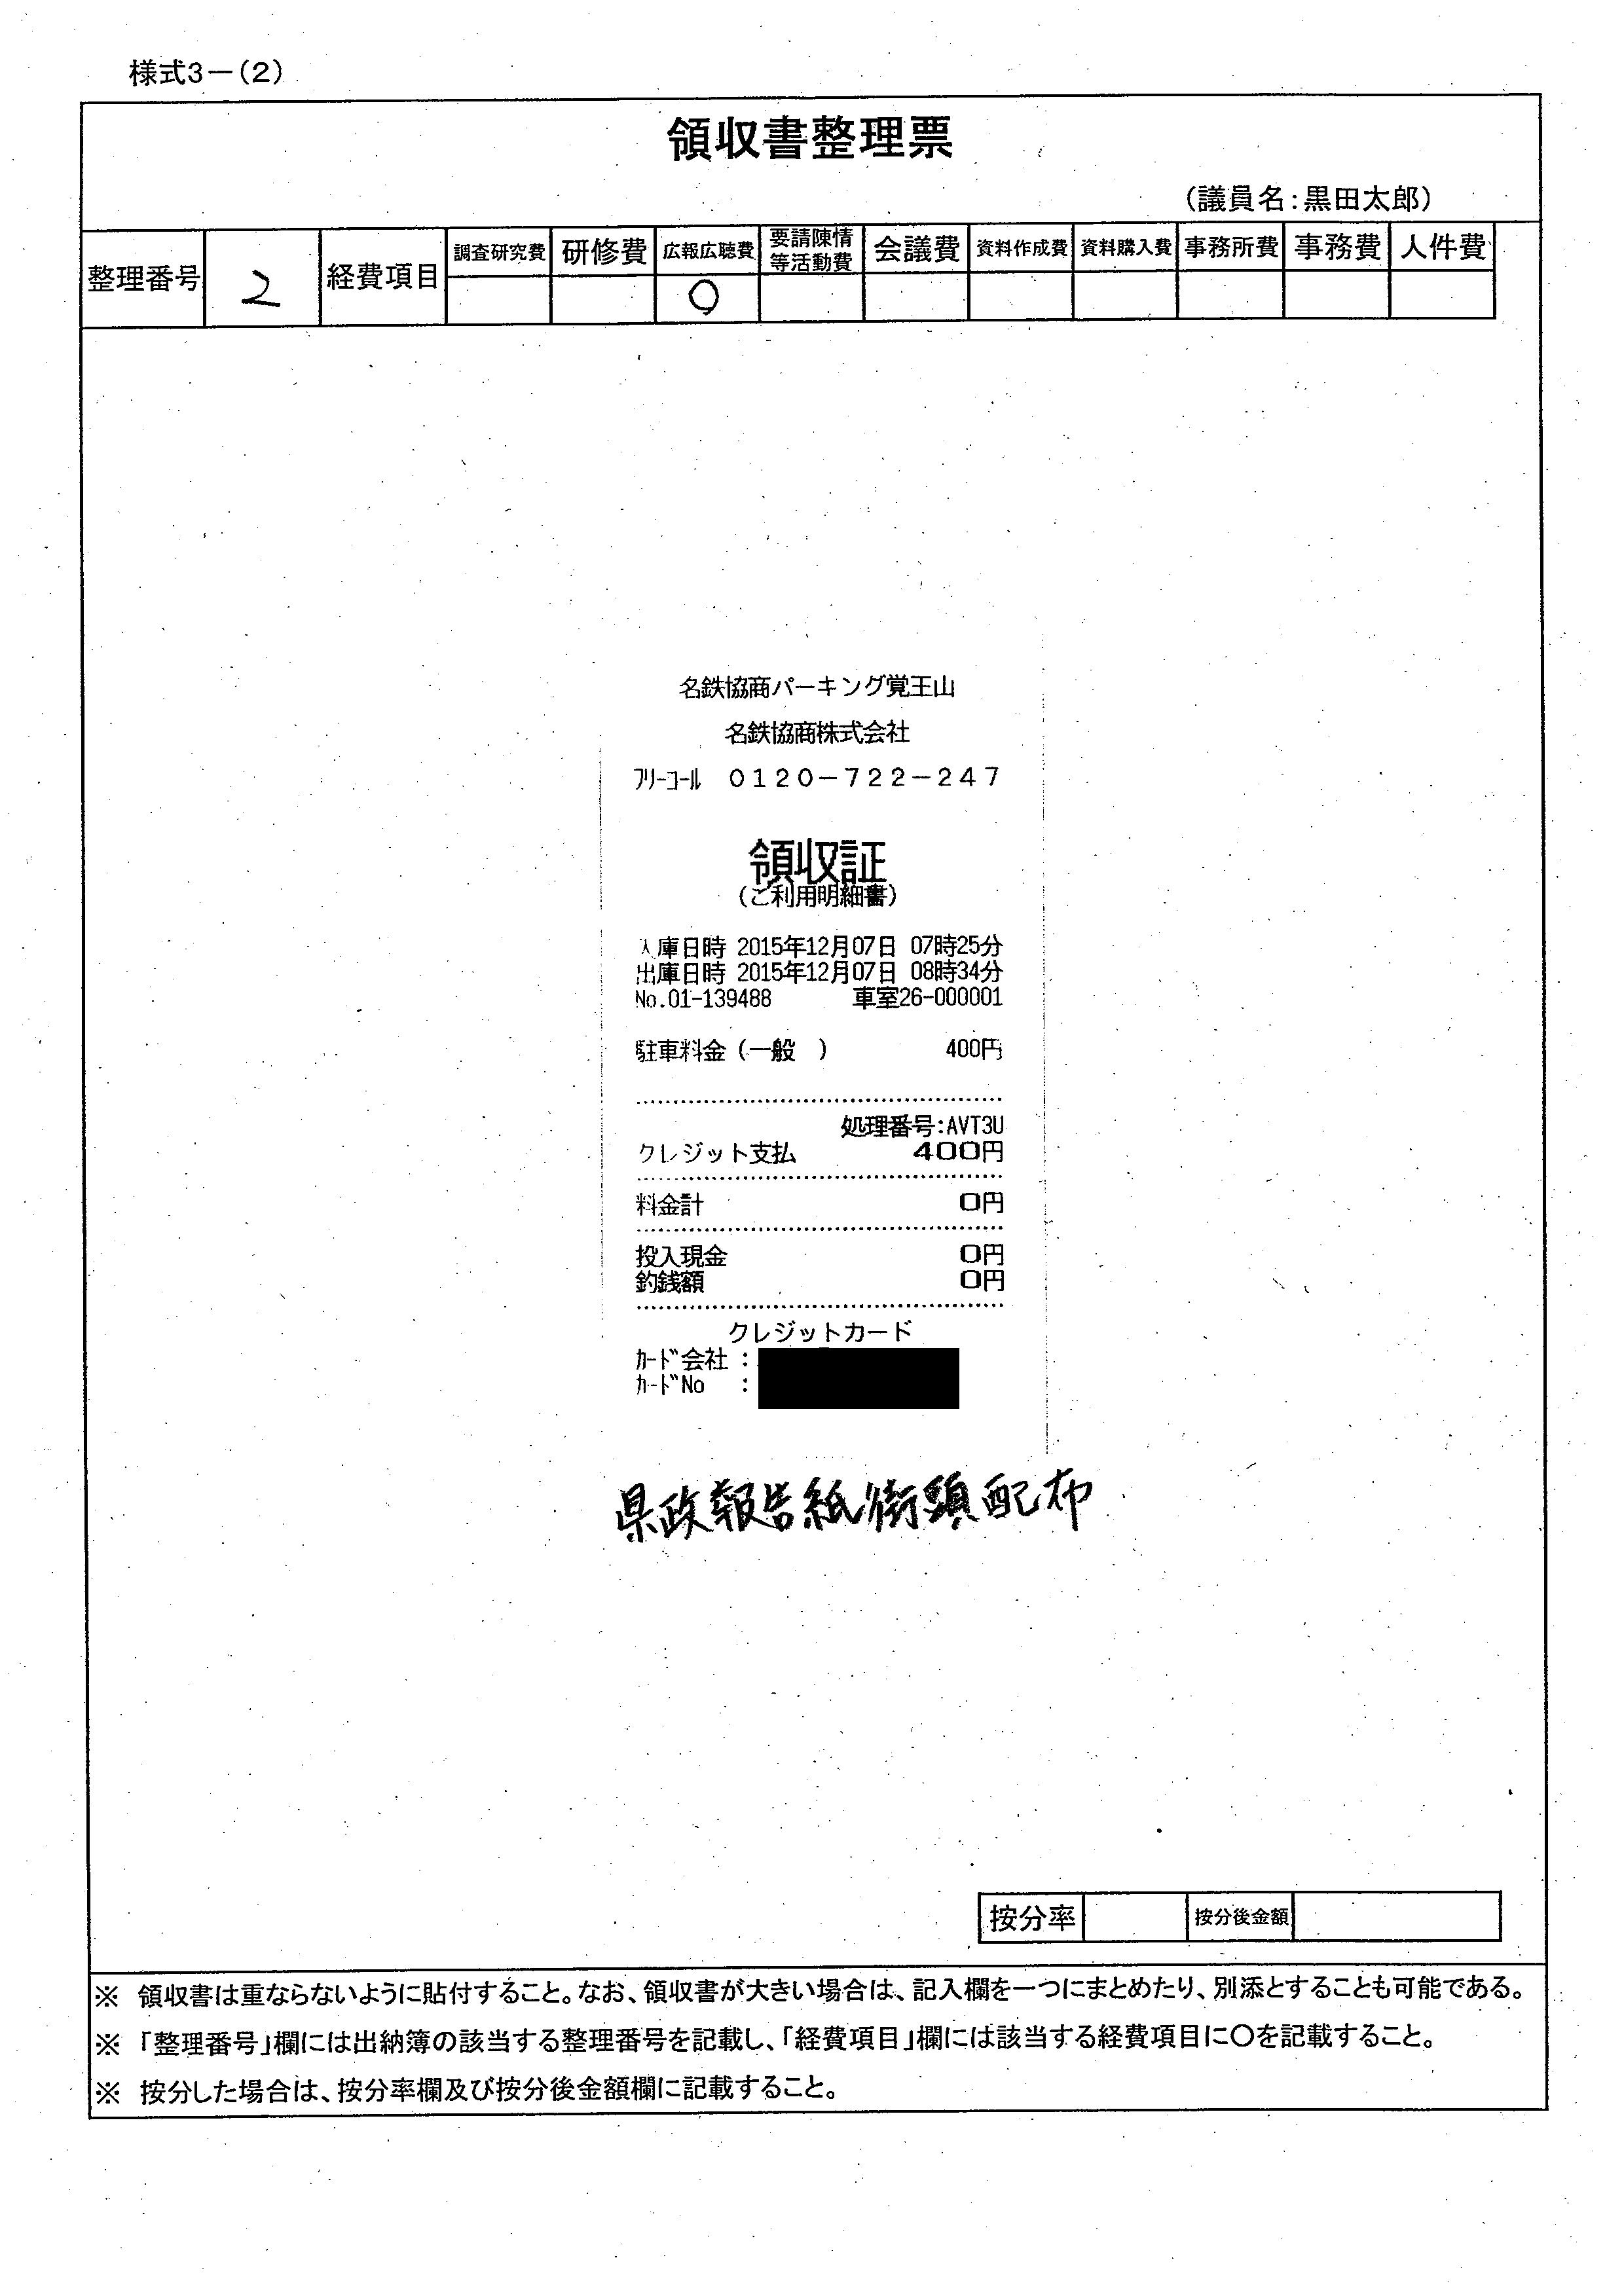 様式3－(2)
領収書整理票
(議員名:黒田太郎)
整理番号 2 経費項目 調査研究費 研修費 広報広聴費 要請陳情等活動費 会議費 資料作成費 資料購入費 事務所費 事務費 人件費
○
名鉄協商パーキング覚王山
名鉄協商株式会社
ﾌﾘｰｺｰﾙ 0120－722－247
領収証
(ご利用明細書)
入庫日時 2015年12月07日 07時25分
出庫日時 2015年12月07日 08時34分
No.01-139488 車室26-000001
駐車料金(一般 ) 400円
処理番号:AVT3U
クレジット支払 400円
料金計 0円
投入現金 0円
釣銭額 0円
クレジットカード
ｶｰﾄﾞ会社 :
ｶｰﾄﾞNo :
県政報告紙街頭配布
按分率 按分後金額
※ 領収書は重ならないように貼付すること。なお、領収書が大きい場合は、記入欄を一つにまとめたり、別添とすることも可能である。
※ 「整理番号」欄には出納簿の該当する整理番号を記載し、「経費項目」欄には該当する経費項目に○を記載すること。
※ 按分した場合は、按分率欄及び按分後金額欄に記載すること。